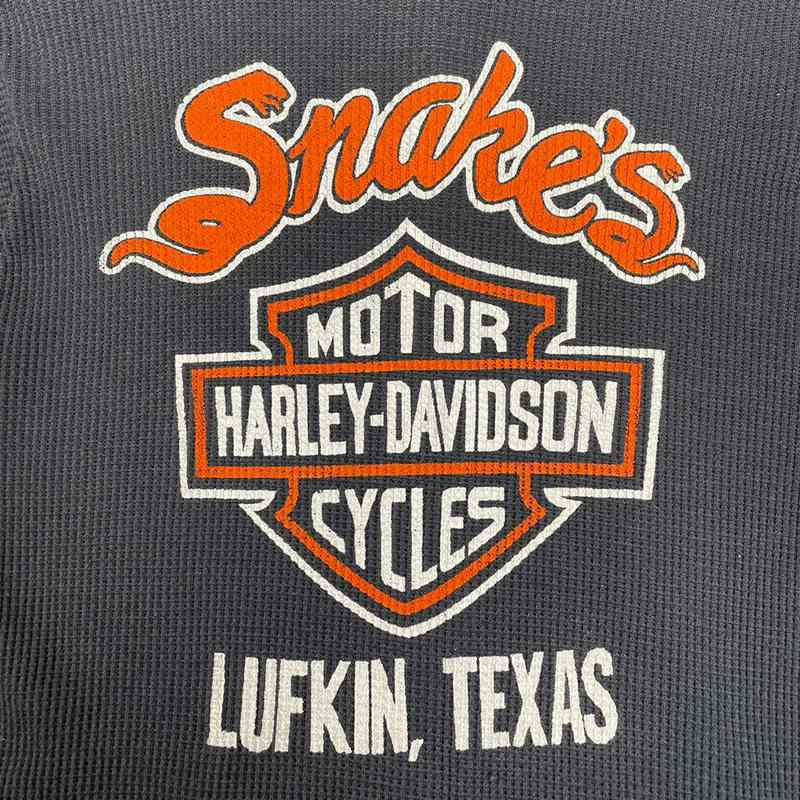 Snake's
MOTOR
HARLEY-DAVIDSON
CYCLES
LUFKIN, TEXAS